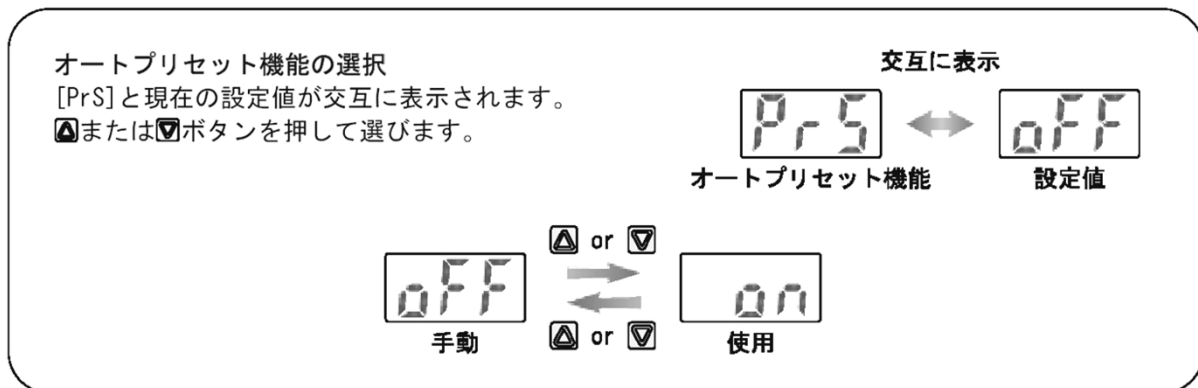 オートプリセット機能の選択
[PrS]と現在の設定値が交互に表示されます。
△または▽ボタンを押して選びます。
交互に表示
PrS oFF
オートプリセット機能 設定値
△ or ▽
oFF on
△ or ▽
手動 使用